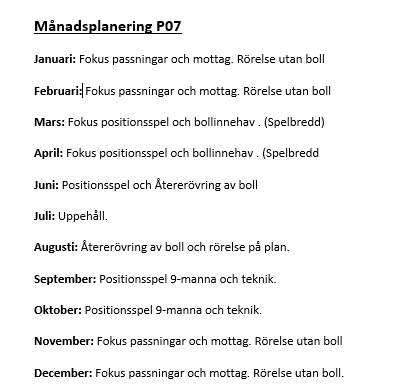 Månadsplanering P07
Januari: Fokus passningar och mottag. Rörelse utan boll
Februari: Fokus passningar och mottag. Rörelse utan boll
Mars: Fokus positionsspel och bollinnehav . (Spelbredd)
April: Fokus positionsspel och bollinnehav . (Spelbredd
Juni: Positionsspel och Återerövring av boll
Juli: Uppehåll.
Augusti: Återerövring av boll och rörelse på plan.
September: Positionsspel 9-manna och teknik.
Oktober: Positionsspel 9-manna och teknik.
November: Fokus passningar och mottag. Rörelse utan boll
December: Fokus passningar och mottag. Rörelse utan boll.